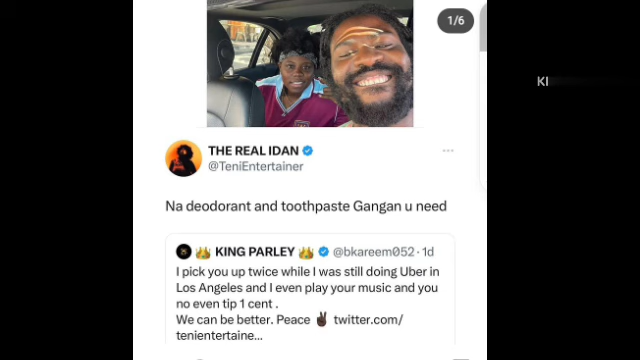 1/6
KI
THE REAL IDAN
@TeniEntertainer
Na deodorant and toothpaste Gangan u need
KING PARLEY @bkareem052 · 1d
I pick you up twice while I was still doing Uber in
Los Angeles and I even play your music and you
no even tip 1 cent .
We can be better. Peace ✌🏿 twitter.com/
tenientertaine...